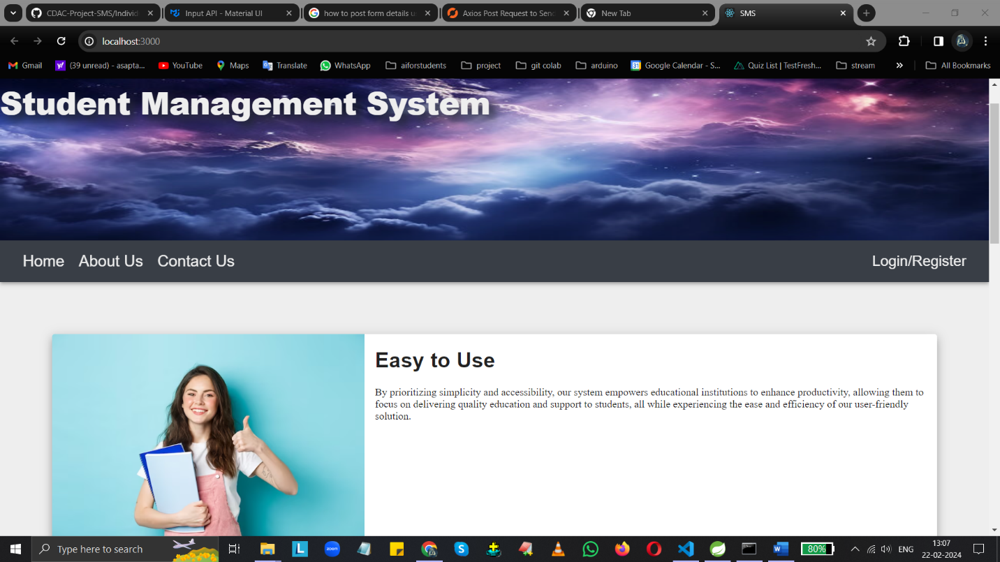 CDAC-Project-SMS/Individ
Input API - Material UI
how to post form details u
Axios Post Request to Send
New Tab
SMS
localhost:3000
Gmail
(39 unread) - asapta...
YouTube
Maps
Translate
WhatsApp
aiforstudents
project
git colab
arduino
Google Calendar - S...
Quiz List | TestFresh...
stream
All Bookmarks
Student Management System
Home
About Us
Contact Us
Login/Register
Easy to Use
By prioritizing simplicity and accessibility, our system empowers educational institutions to enhance productivity, allowing them to
focus on delivering quality education and support to students, all while experiencing the ease and efficiency of our user-friendly
solution.
Type here to search
80%
ENG
13:07
22-02-2024